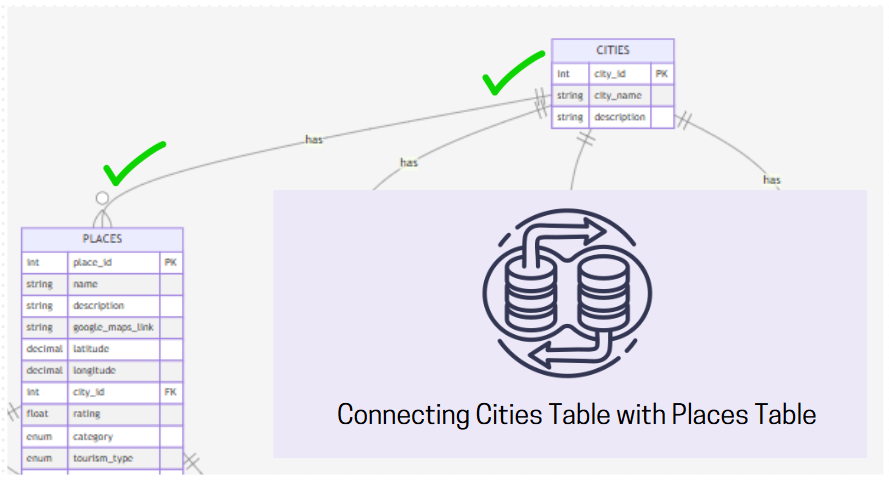 CITIES
int city_id PK
string city_name
string description
has
has
has
PLACES
int place_id PK
string name
string description
string google_maps_link
decimal latitude
decimal longitude
int city_id FK
float rating
enum category
enum tourism_type
Connecting Cities Table with Places Table